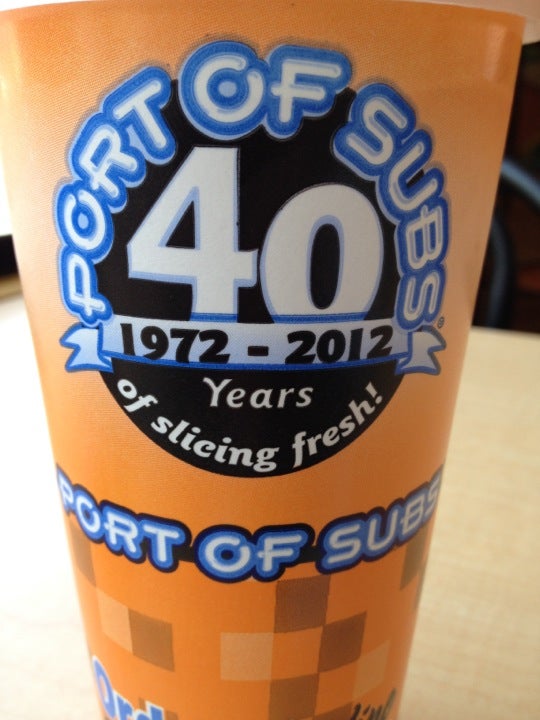 PORT OF SUBS®
40
1972 - 2012
Years
of slicing fresh!
PORT OF SUBS